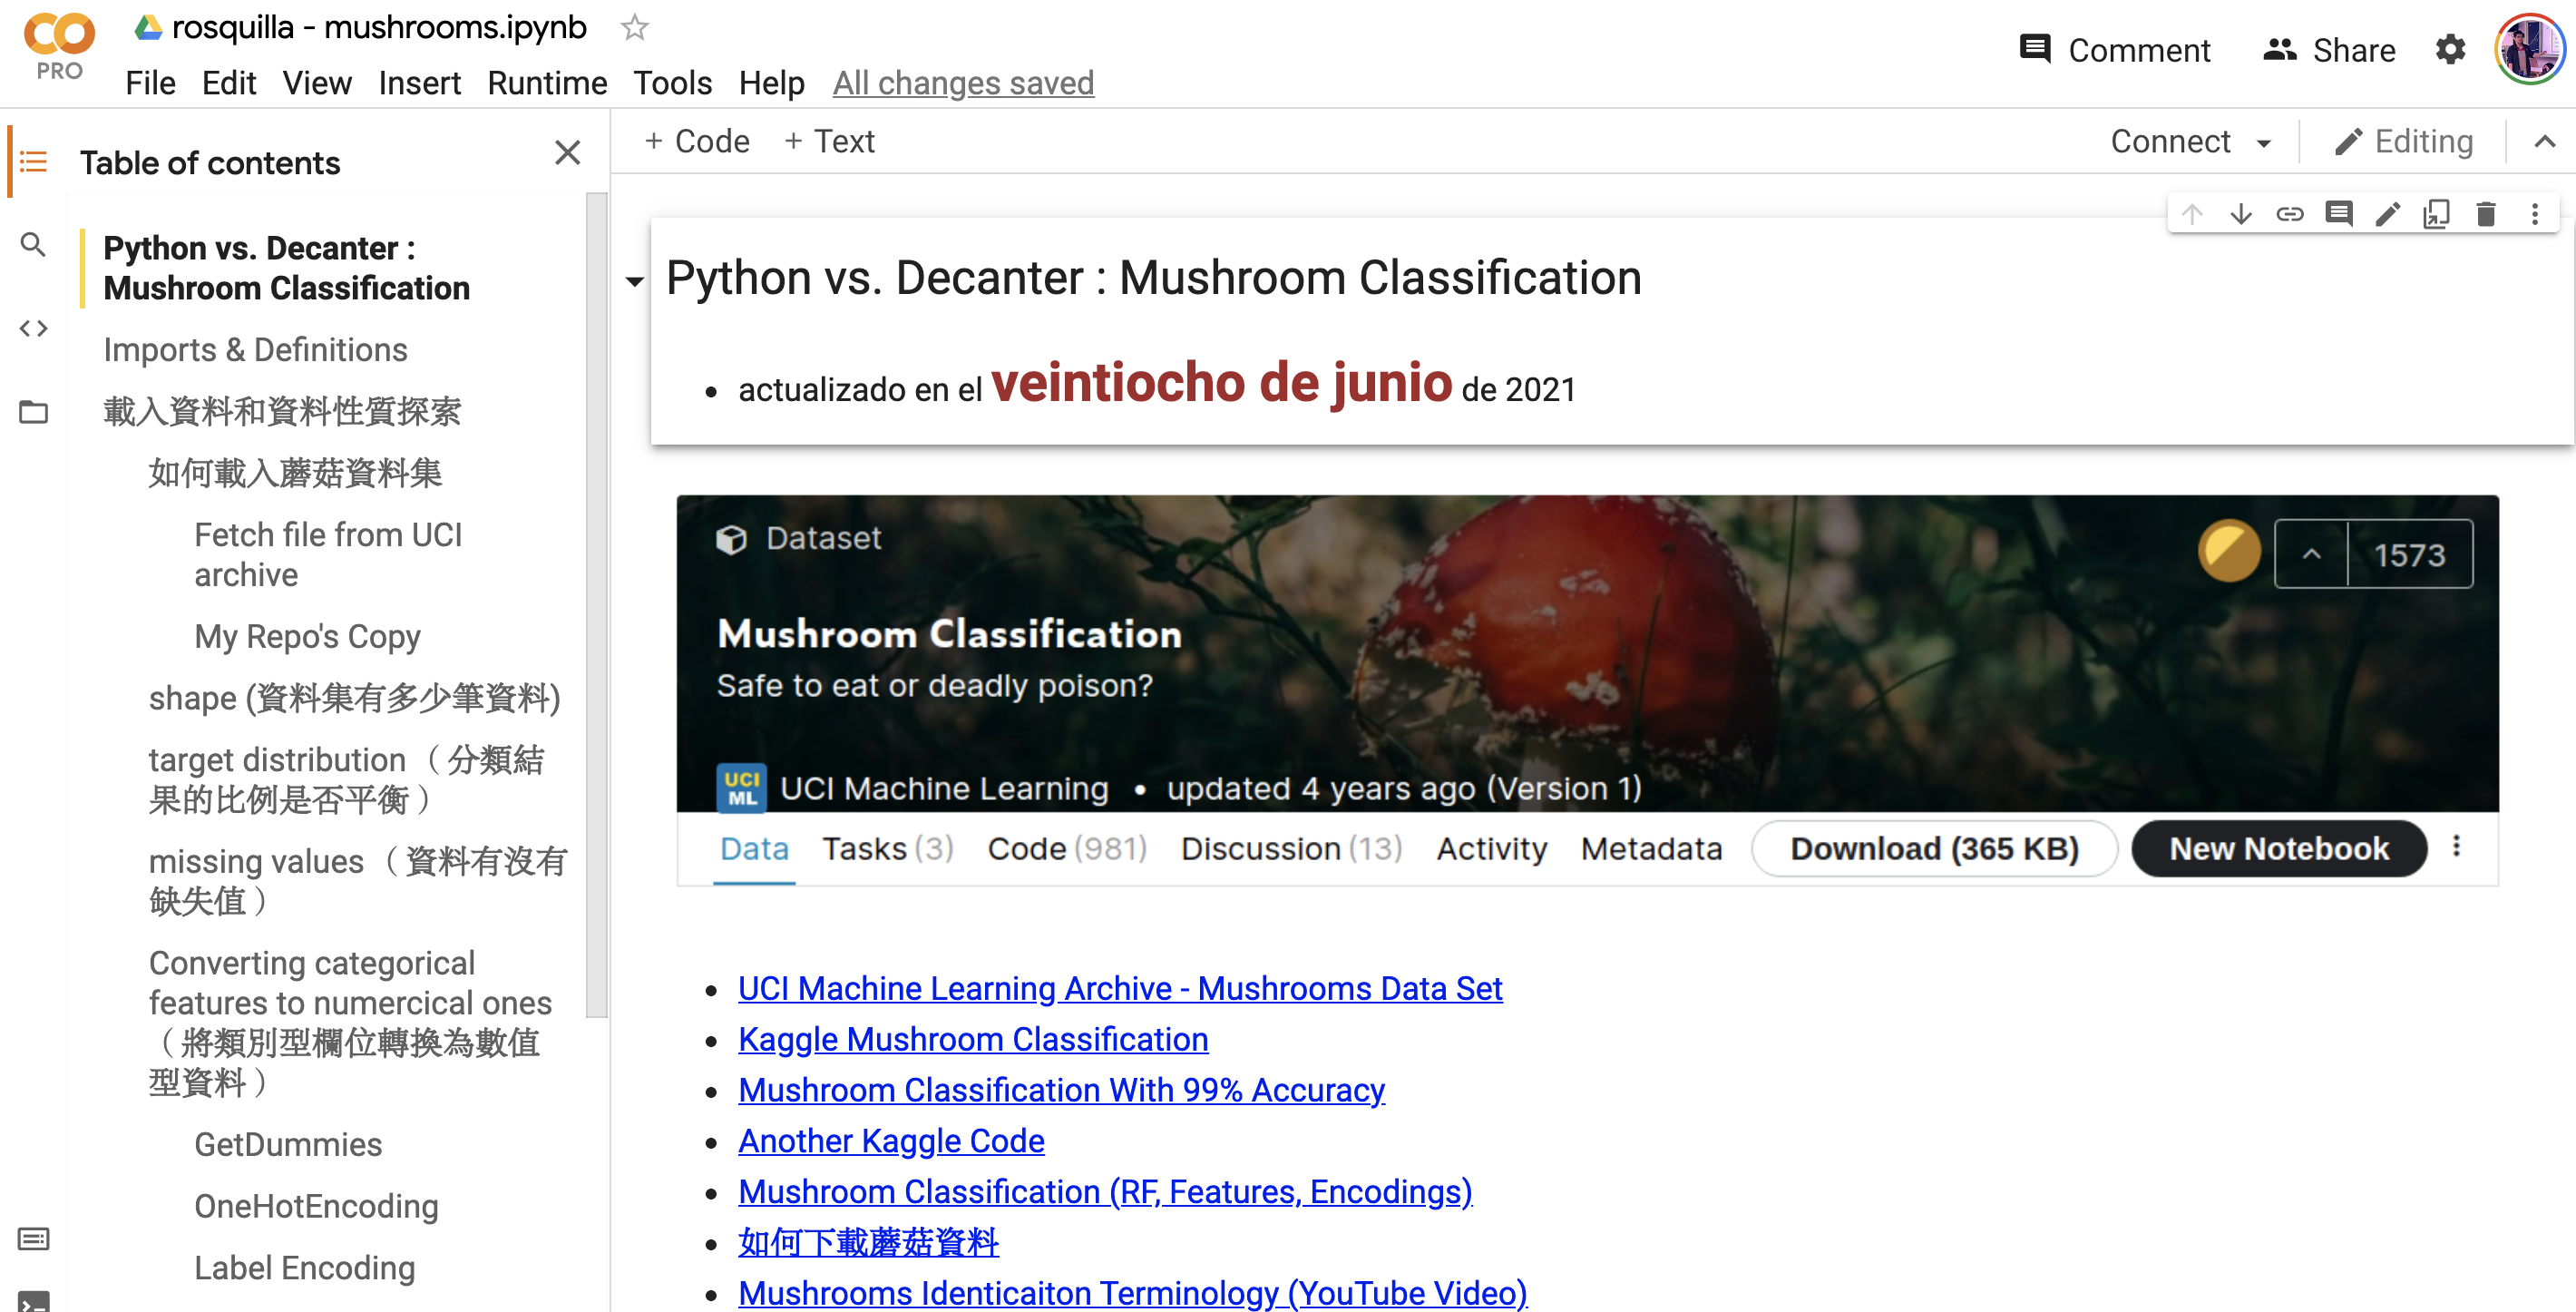 rosquilla - mushrooms.ipynb
PRO
File Edit View Insert Runtime Tools Help All changes saved
Comment Share
Table of contents
Python vs. Decanter :
Mushroom Classification
Imports & Definitions
載入資料和資料性質探索
如何載入蘑菇資料集
Fetch file from UCI
archive
My Repo's Copy
shape (資料集有多少筆資料)
target distribution （分類結
果的比例是否平衡）
missing values （資料有沒有
缺失值）
Converting categorical
features to numercical ones
（將類別型欄位轉換為數值
型資料）
GetDummies
OneHotEncoding
Label Encoding
+ Code + Text
Connect Editing
Python vs. Decanter : Mushroom Classification
• actualizado en el veintiocho de junio de 2021
Dataset
1573
Mushroom Classification
Safe to eat or deadly poison?
UCI
ML
UCI Machine Learning • updated 4 years ago (Version 1)
Data Tasks (3) Code (981) Discussion (13) Activity Metadata Download (365 KB) New Notebook
• UCI Machine Learning Archive - Mushrooms Data Set
• Kaggle Mushroom Classification
• Mushroom Classification With 99% Accuracy
• Another Kaggle Code
• Mushroom Classification (RF, Features, Encodings)
• 如何下載蘑菇資料
• Mushrooms Identicaiton Terminology (YouTube Video)